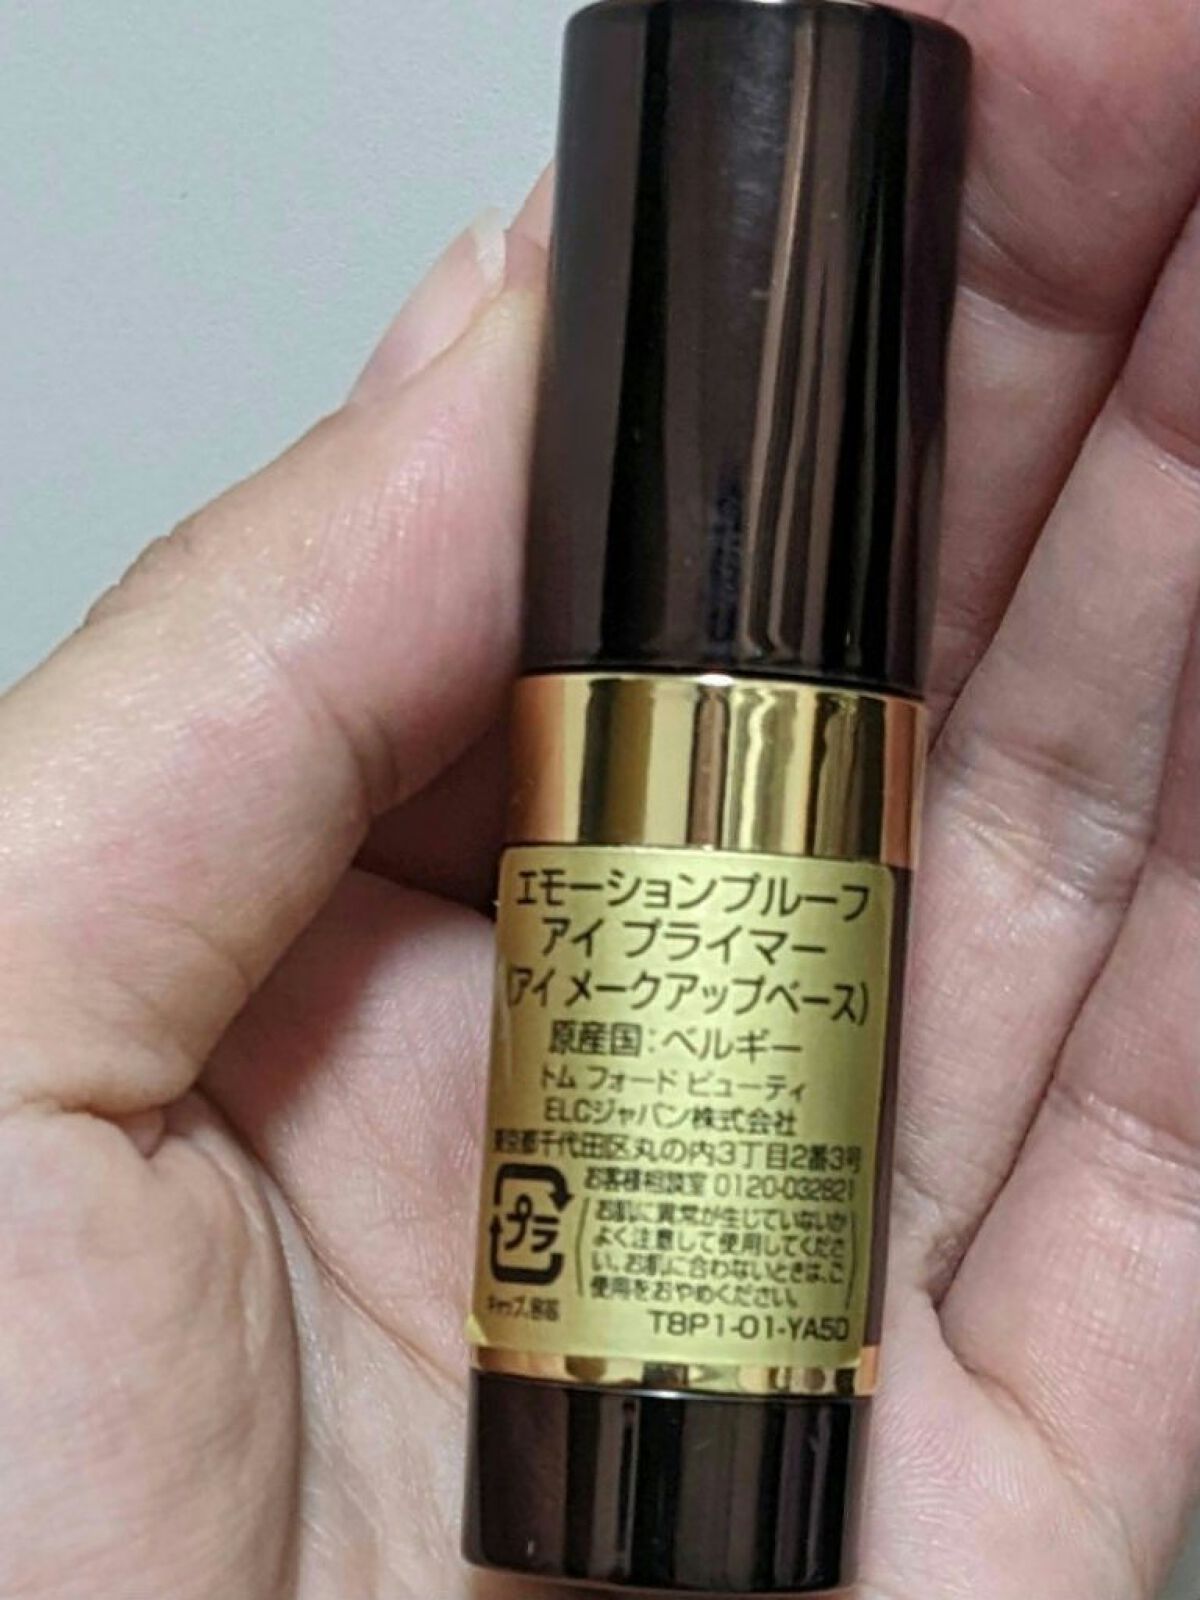 エモーションプルーフ
アイ プライマー
(アイ メークアップベース)
原産国:ベルギー
トム フォード ビューティ
ELCジャパン株式会社
東京都千代田区丸の内3丁目2番3号
お客様相談室 0120-032821
お肌に異常が生じていないか
よく注意して使用してくださ
い。お肌に合わないときは、ご
使用をおやめください。
プラ
キャップ、容器
T8P1-01-YA5D